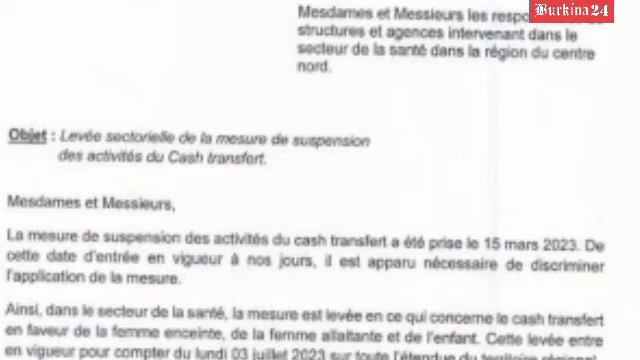 Burkina24
Mesdames et Messieurs les
structures et agences intervenant dans le
secteur de la santé dans la région du centre
nord.
Objet : Levée sectorielle de la mesure de suspension
des activités du Cash transfert.
Mesdames et Messieurs,
La mesure de suspension des activités du cash transfert a été prise le 15 mars 2023. De
cette date d'entrée en vigueur à nos jours, il est apparu nécessaire de discriminer
l'application de la mesure.
Ainsi, dans le secteur de la santé, la mesure est levée en ce qui concerne le cash transfert
en faveur de la femme enceinte, de la femme allaitante et de l'enfant. Cette levée entre
en vigueur pour compter du lundi 03 juillet 2023 sur toute l'étendue du territoire